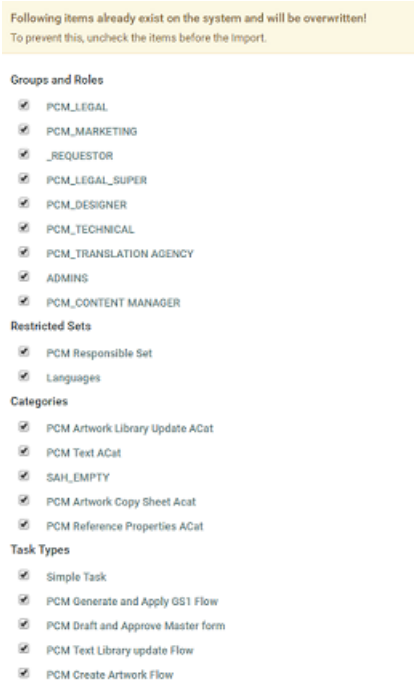 Following items already exist on the system and will be overwritten!
To prevent this, uncheck the items before the Import.
Groups and Roles
PCM_LEGAL
PCM_MARKETING
_REQUESTOR
PCM_LEGAL_SUPER
PCM_DESIGNER
PCM_TECHNICAL
PCM_TRANSLATION AGENCY
ADMINS
PCM_CONTENT MANAGER
Restricted Sets
PCM Responsible Set
Languages
Categories
PCM Artwork Library Update ACat
PCM Text ACat
SAH_EMPTY
PCM Artwork Copy Sheet Acat
PCM Reference Properties ACat
Task Types
Simple Task
PCM Generate and Apply GS1 Flow
PCM Draft and Approve Master form
PCM Text Library update Flow
PCM Create Artwork Flow